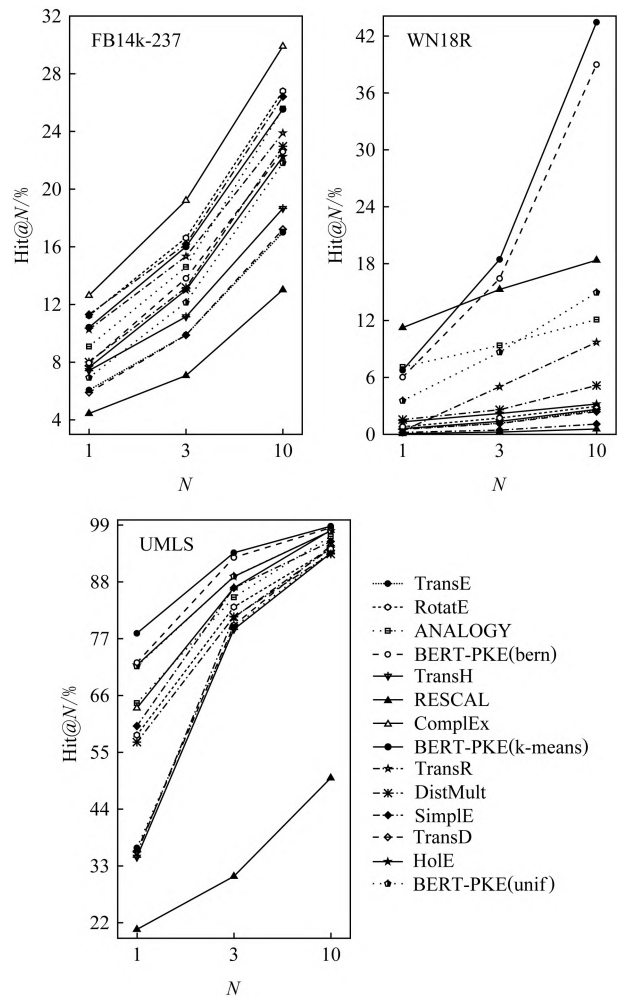 FB14k-237
32
28
24
20
16
12
8
4
Hit@N/%
1
3
10
N
WN18R
42
36
30
24
18
12
6
0
Hit@N/%
1
3
10
N
UMLS
99
88
77
66
55
44
33
22
Hit@N/%
1
3
10
N
TransE
RotatE
ANALOGY
BERT-PKE(bern)
TransH
RESCAL
ComplEx
BERT-PKE(k-means)
TransR
DistMult
SimplE
TransD
HolE
BERT-PKE(unif)